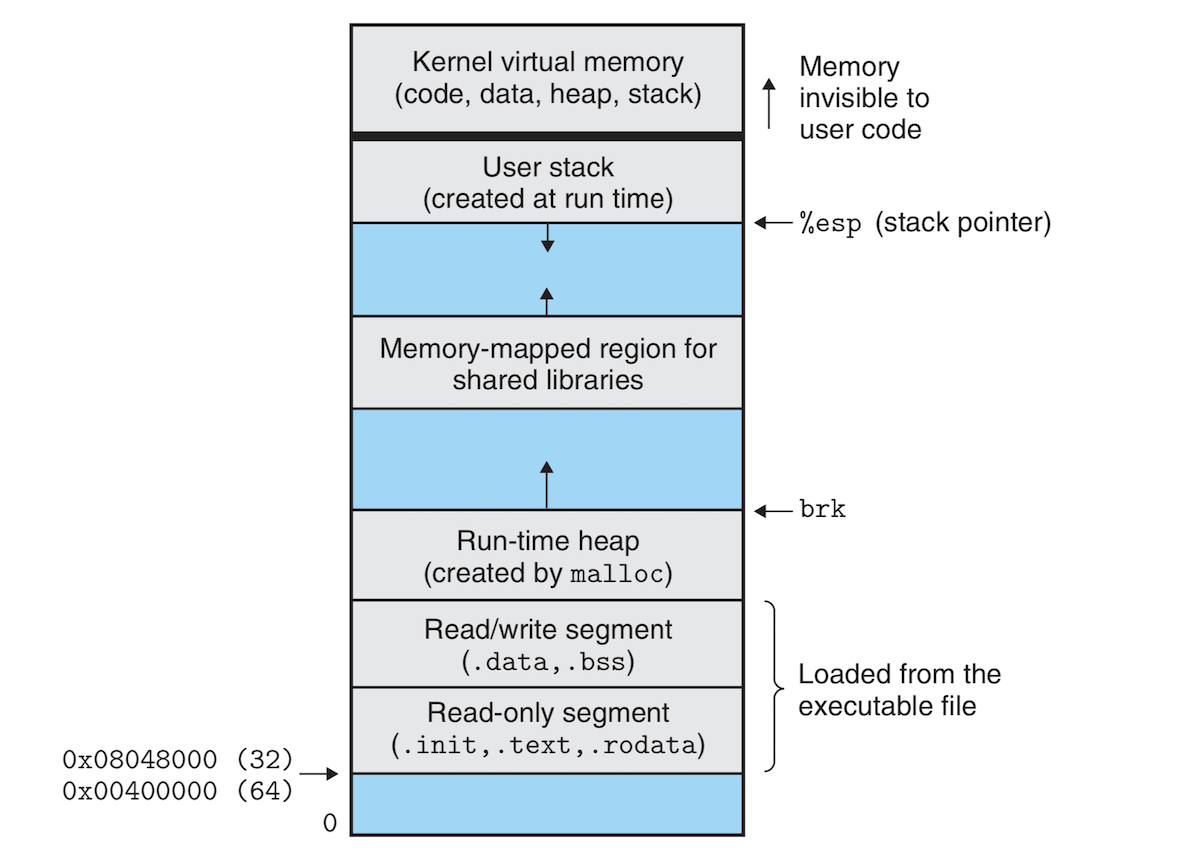 Kernel virtual memory
(code, data, heap, stack)
Memory
invisible to
user code
User stack
(created at run time)
%esp (stack pointer)
Memory-mapped region for
shared libraries
brk
Run-time heap
(created by malloc)
Read/write segment
(.data,.bss)
Loaded from the
executable file
Read-only segment
(.init,.text,.rodata)
0x08048000 (32)
0x00400000 (64)
0